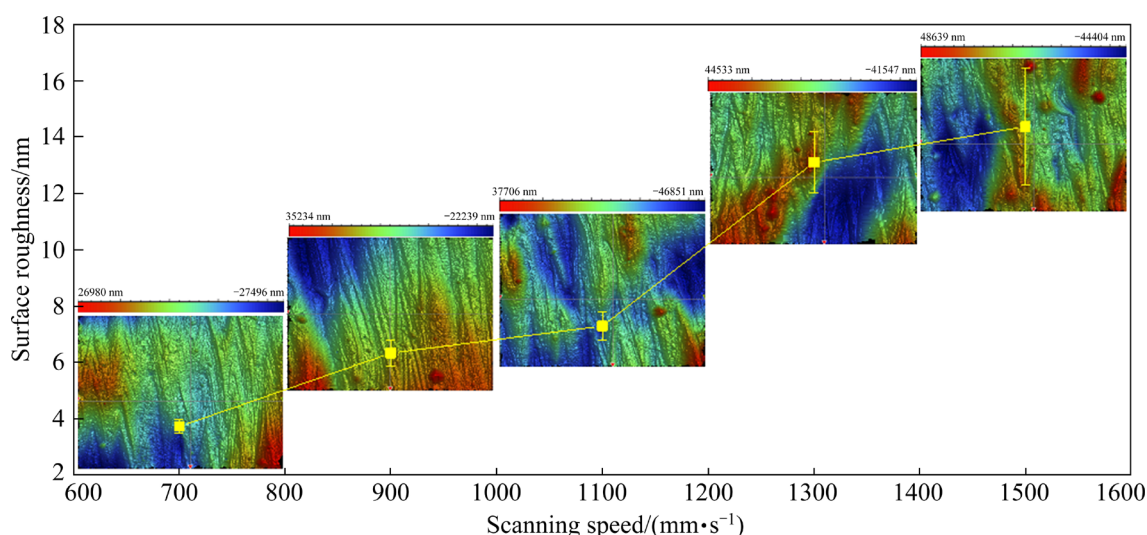 18
16
14
12
10
8
6
4
2
Surface roughness/nm
26980 nm −27496 nm
35234 nm −22239 nm
37706 nm −46851 nm
44533 nm −41547 nm
48639 nm −44404 nm
600 700 800 900 1000 1100 1200 1300 1400 1500 1600
Scanning speed/(mm•s⁻¹)